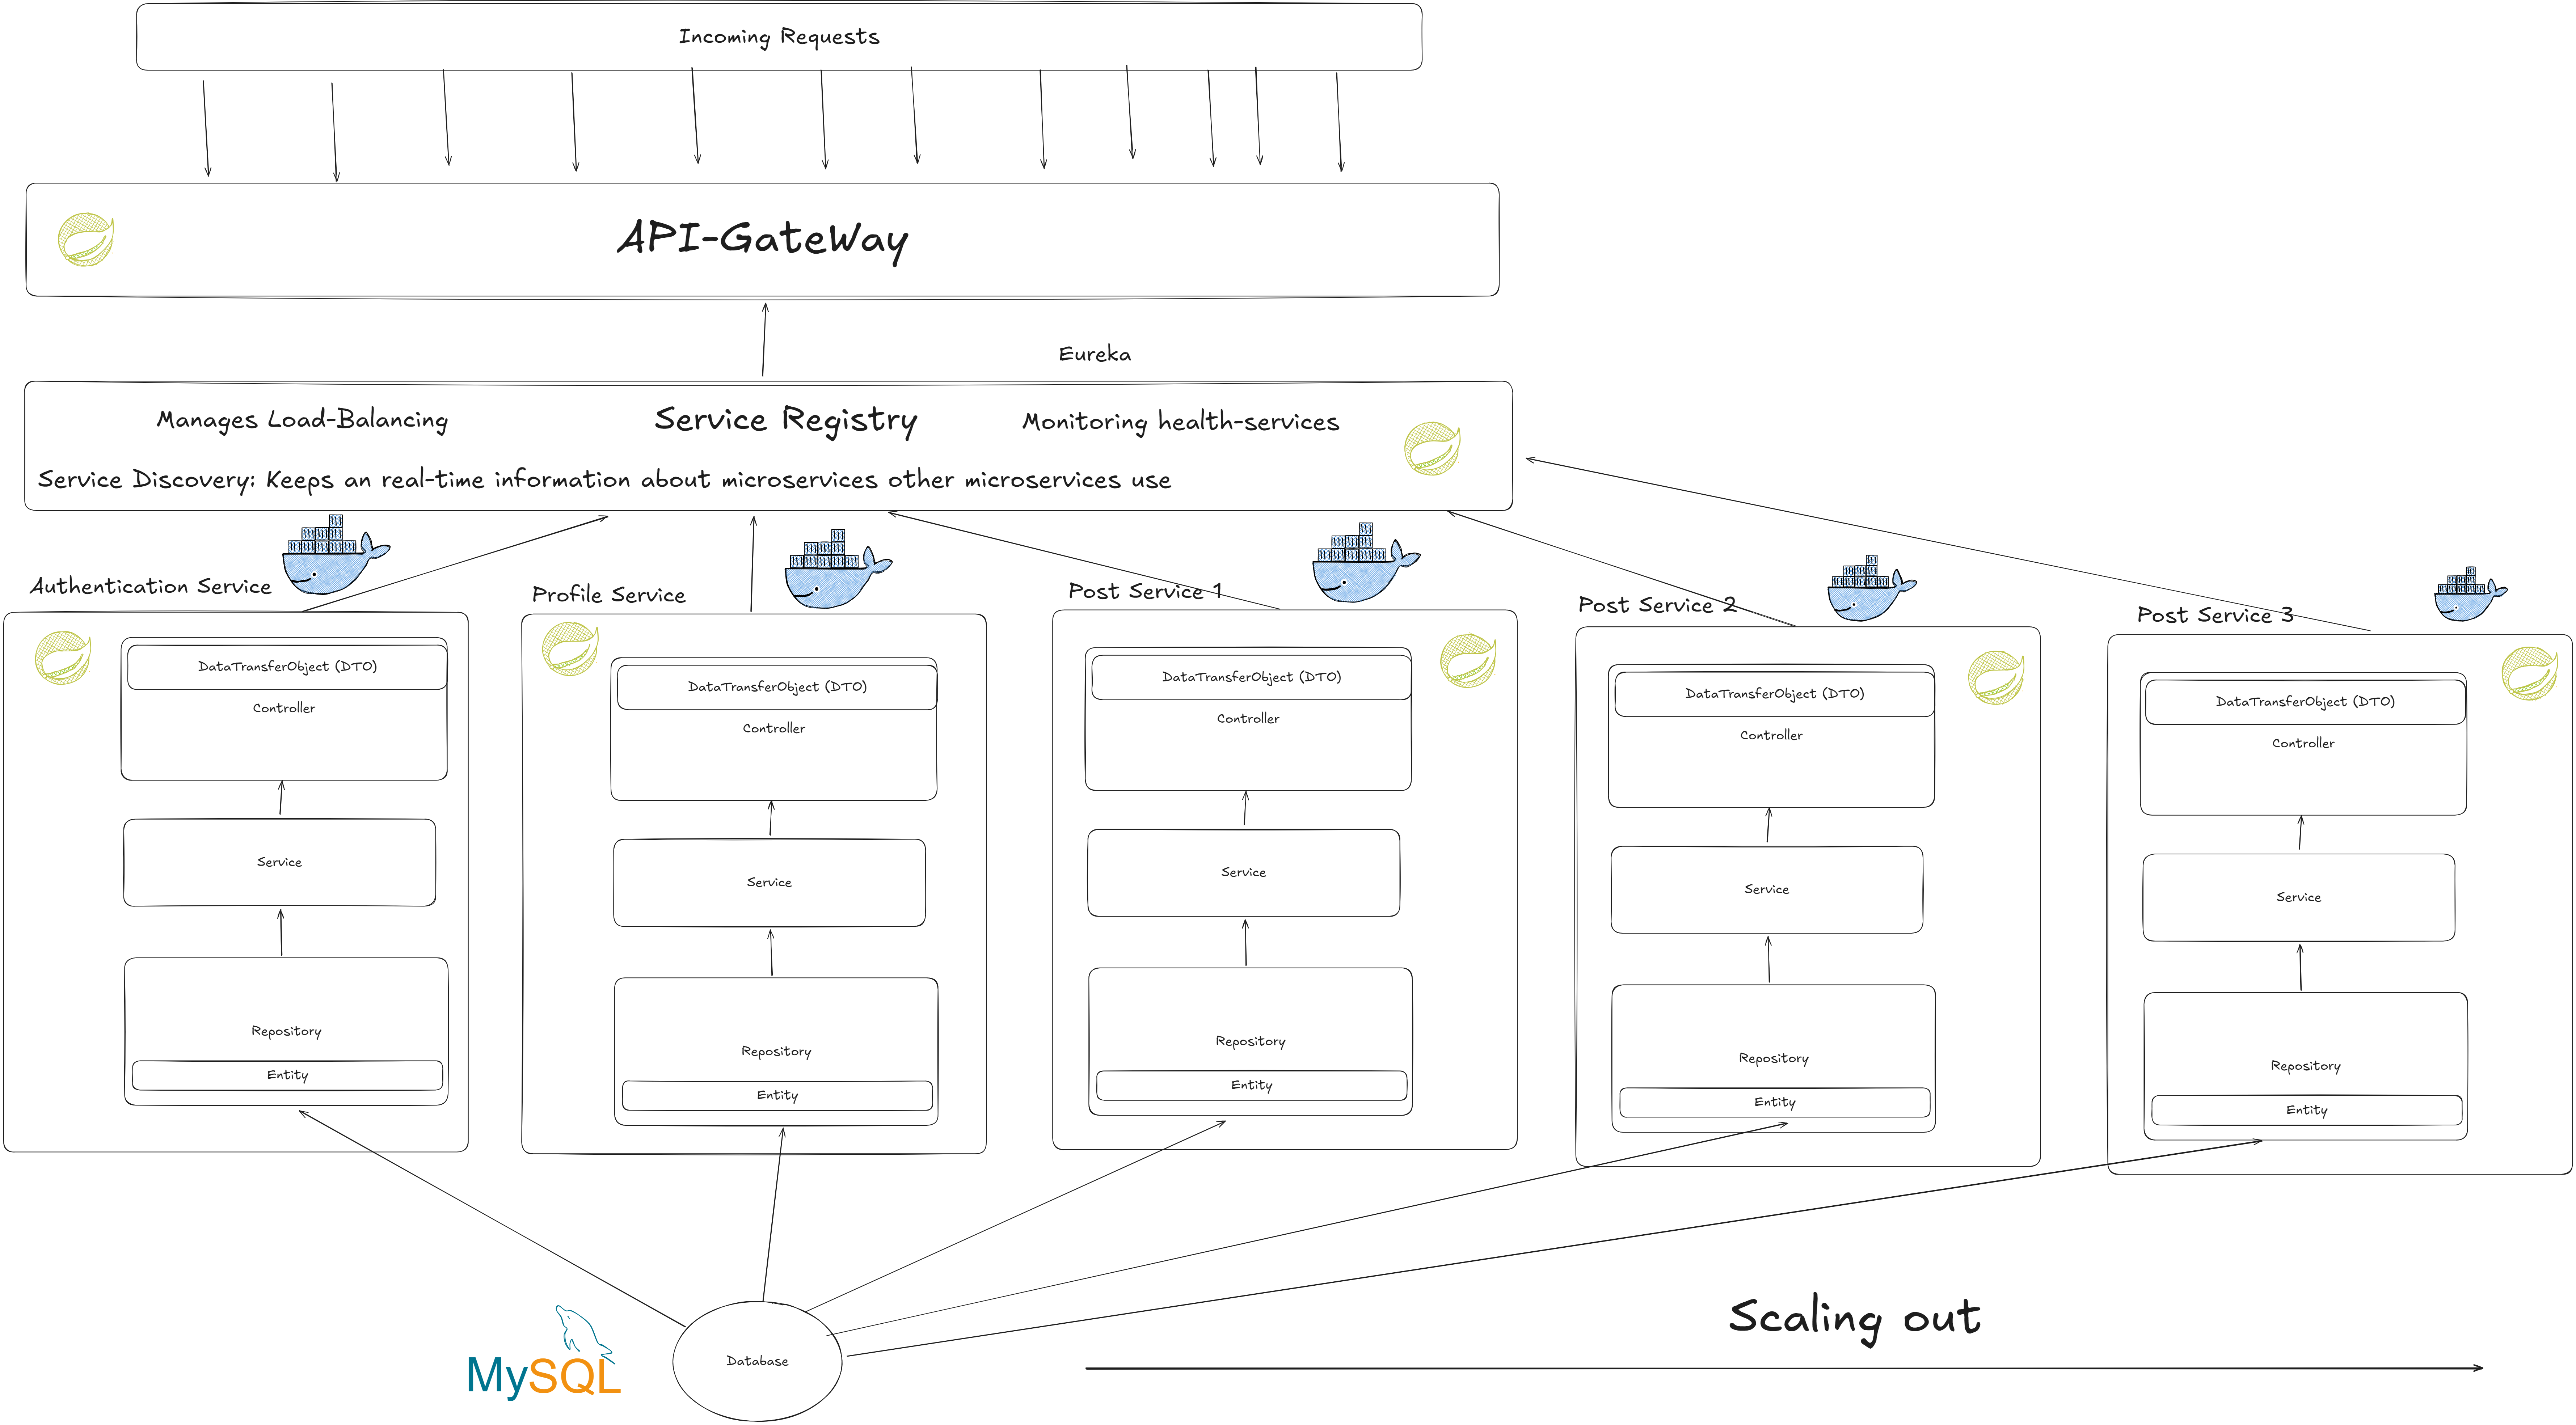 Incoming Requests
API-GateWay
Eureka
Manages Load-Balancing
Service Registry
Monitoring health-services
Service Discovery: Keeps an real-time information about microservices other microservices use
Authentication Service
DataTransferObject (DTO)
Controller
Service
Repository
Entity
Profile Service
DataTransferObject (DTO)
Controller
Service
Repository
Entity
Post Service 1
DataTransferObject (DTO)
Controller
Service
Repository
Entity
Post Service 2
DataTransferObject (DTO)
Controller
Service
Repository
Entity
Post Service 3
DataTransferObject (DTO)
Controller
Service
Repository
Entity
MySQL
Database
Scaling out